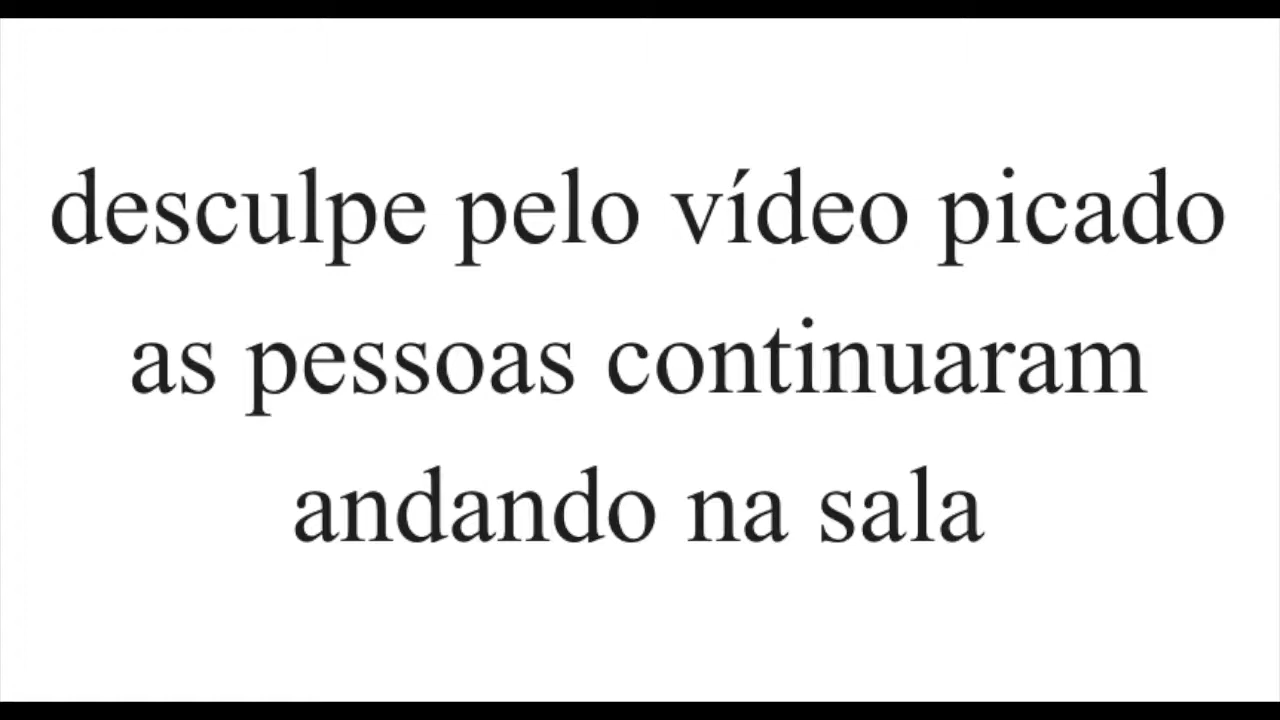 desculpe pelo vídeo picado
as pessoas continuaram
andando na sala